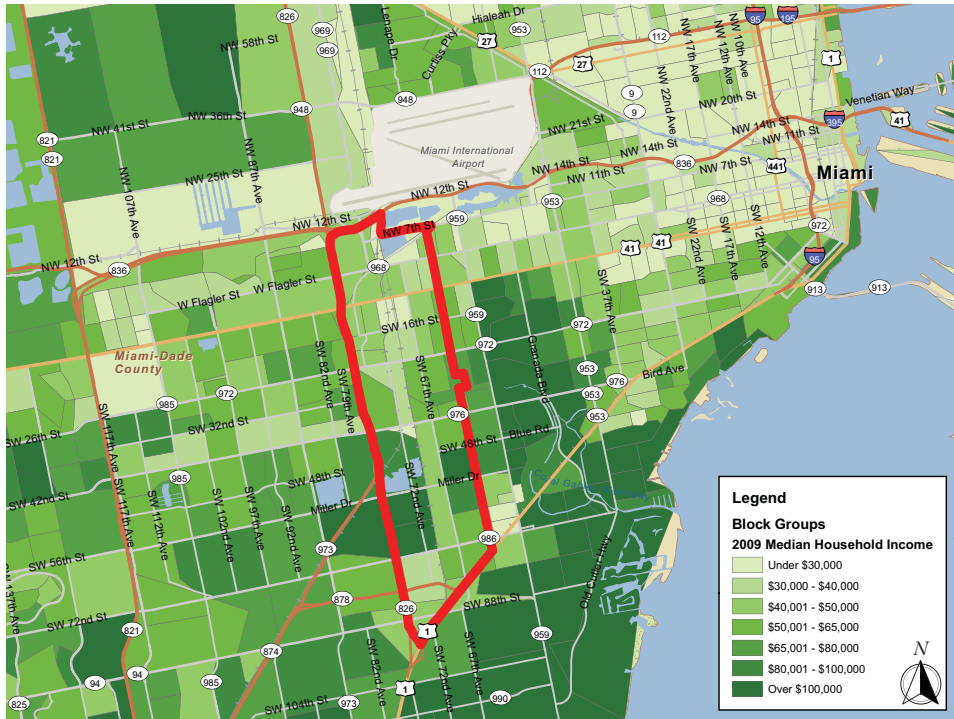 826
969
Lenape Dr
Hialeah Dr
953
95
195
NW 58th St
969
Curtiss Pky
27
27
112
NW 17th Ave
NW 12th Ave
NW 10th Ave
1
112
NW 22nd Ave
9
948
948
9
NW 20th St
Venetian Way
821
NW 41st St
NW 36th St
NW 21st St
NW 14th St
395
41
821
NW 87th Ave
Miami International
Airport
NW 14th St
NW 11th St
NW 107th Ave
NW 25th St
NW 14th St
836
NW 7th St
441
Miami
NW 12th St
NW 11th St
953
968
NW 12th St
959
NW 7th St
SW 22nd Ave
SW 17th Ave
SW 12th Ave
972
NW 12th St
836
968
41
41
95
W Flagler St
W Flagler St
SW 37th Ave
913
913
SW 16th St
959
972
Miami-Dade
County
SW 82nd Ave
SW 79th Ave
SW 67th Ave
972
Granada Blvd
953
976
Bird Ave
985
972
953
953
SW 117th Ave
SW 26th St
SW 32nd St
976
Blue Rd
SW 48th St
985
SW 48th St
Miller Dr
SW 42nd St
SW 117th Ave
SW 112th Ave
SW 102nd Ave
SW 97th Ave
SW 92nd Ave
Miller Dr
SW 72nd Ave
986
973
SW 56th St
SW 137th Ave
Old Cutler Hwy
878
826
SW 88th St
SW 72nd St
821
1
959
874
SW 82nd Ave
SW 72nd Ave
SW 67th Ave
94
94
985
1
990
825
SW 104th St
973
Legend
Block Groups
2009 Median Household Income
Under $30,000
$30,000 - $40,000
$40,001 - $50,000
$50,001 - $65,000
$65,001 - $80,000
$80,001 - $100,000
Over $100,000
N